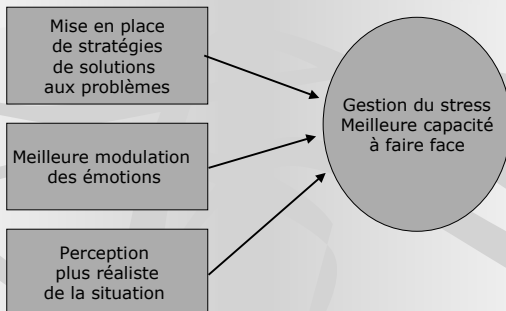 Mise en place
de stratégies
de solutions
aux problèmes
Meilleure modulation
des émotions
Perception
plus réaliste
de la situation
Gestion du stress
Meilleure capacité
à faire face